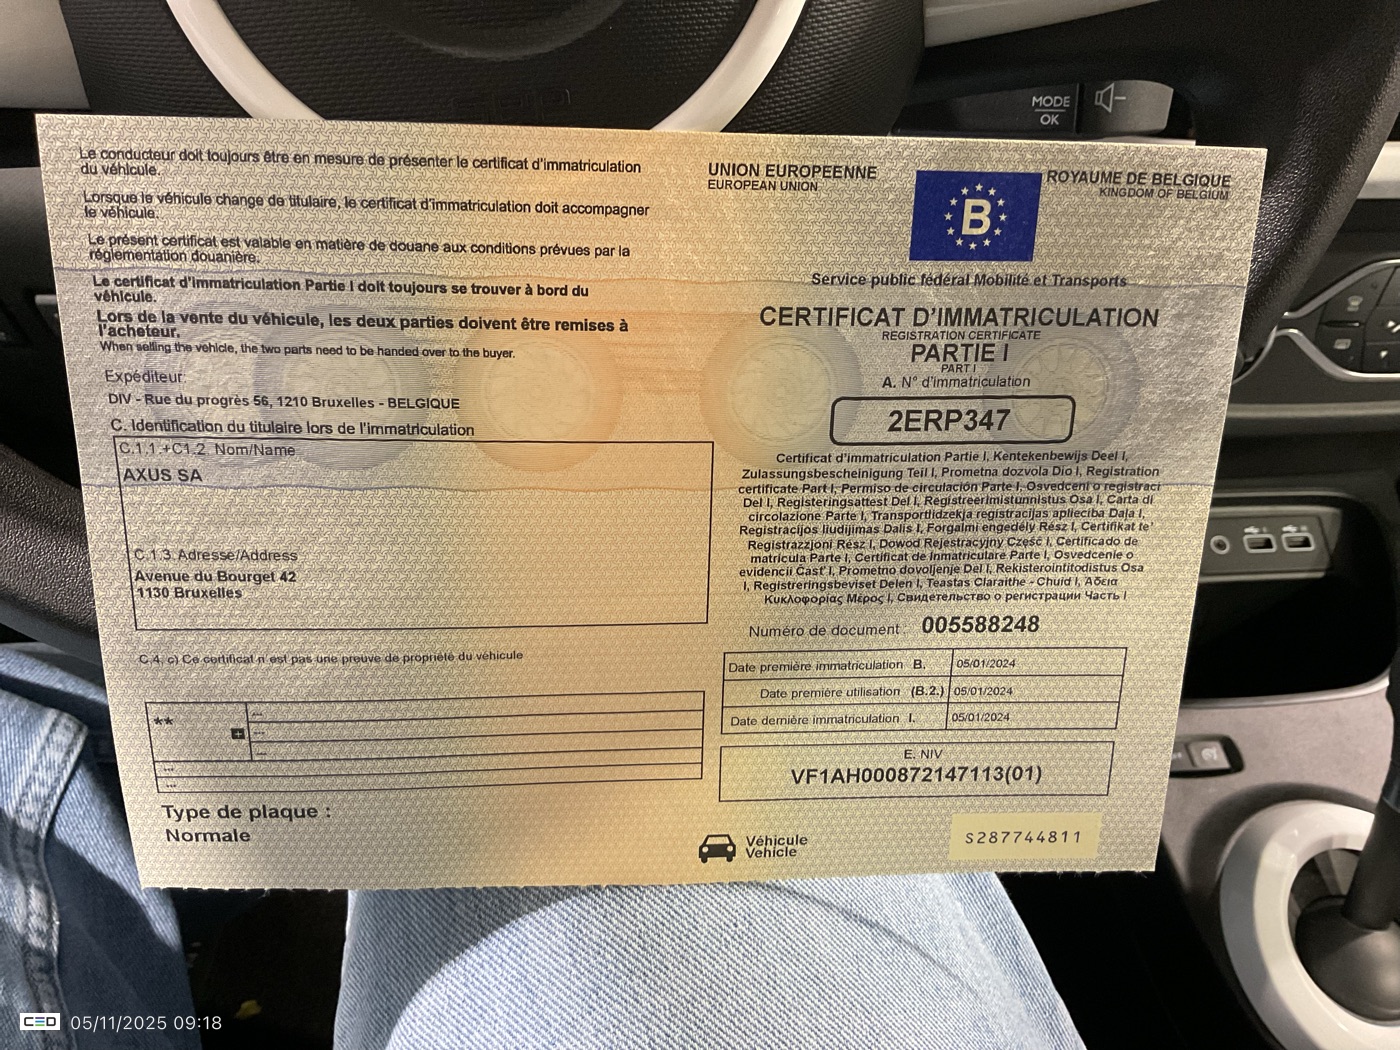 MODE
OK
Le conducteur doit toujours être en mesure de présenter le certificat d'immatriculation
du véhicule.
Lorsque le véhicule change de titulaire, le certificat d'immatriculation doit accompagner
le véhicule.
Le présent certificat est valable en matière de douane aux conditions prévues par la
réglementation douanière.
Le certificat d'immatriculation Partie I doit toujours se trouver à bord du
véhicule.
Lors de la vente du véhicule, les deux parties doivent être remises à
l'acheteur.
When selling the vehicle, the two parts need to be handed over to the buyer.
Expéditeur:
DIV - Rue du progrès 56, 1210 Bruxelles - BELGIQUE
C. Identification du titulaire lors de l'immatriculation
C.1.1.+C1.2. Nom/Name
AXUS SA
C.1.3. Adresse/Address
Avenue du Bourget 42
1130 Bruxelles
C.4. c) Ce certificat n'est pas une preuve de propriété du véhicule
**
+
---
---
---
---
---
Type de plaque :
Normale
UNION EUROPEENNE
EUROPEAN UNION
B
ROYAUME DE BELGIQUE
KINGDOM OF BELGIUM
Service public fédéral Mobilité et Transports
CERTIFICAT D'IMMATRICULATION
REGISTRATION CERTIFICATE
PARTIE I
PART I
A. N° d'immatriculation
2ERP347
Certificat d'immatriculation Partie I, Kentekenbewijs Deel I,
Zulassungsbescheinigung Teil I, Prometna dozvola Dio I, Registration
certificate Part I, Permiso de circulación Parte I, Osvedceni o registraci
Del I, Registeringsattest Del I, Registreerimistunnistus Osa I, Carta di
circolazione Parte I, Transportlidzekja registracijas aplieciba Daja I,
Registracijos liudijimas Dalis I, Forgalmi engedély Rész I, Certifikat te'
Registrazzjoni Rész I, Dowod Rejestracyjny Część I, Certificado de
matricula Parte I, Certificat de Inmatriculare Parte I, Osvedcenie o
evidencii Čast' I, Prometno dovoljenje Del I, Rekisterointitodistus Osa
I, Registreringsbeviset Delen I, Teastas Claraithe - Chuid I, Άδεια
Κυκλοφορίας Μέρος I, Свидетельство о регистрации Часть I
Numéro de document : 005588248
Date première immatriculation B. 05/01/2024
Date première utilisation (B.2.) 05/01/2024
Date dernière immatriculation I. 05/01/2024
E. NIV
VF1AH000872147113(01)
Véhicule
Vehicle
S287744811
CED 05/11/2025 09:18